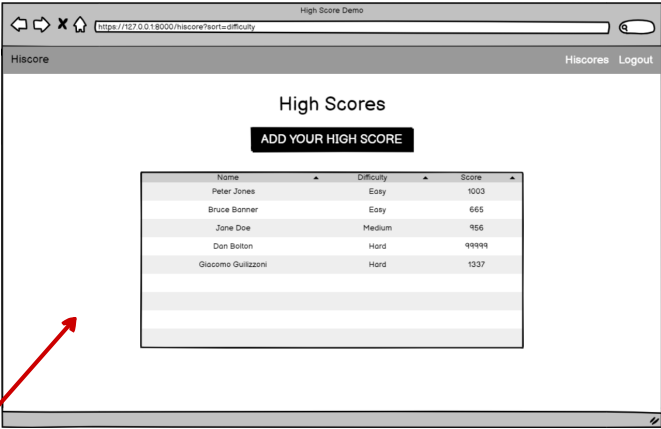 High Score Demo
https://127.0.0.1:8000/hiscore?sort=difficulty
Hiscore Hiscores Logout
High Scores
ADD YOUR HIGH SCORE
Name Difficulty Score
Peter Jones Easy 1003
Bruce Banner Easy 665
Jane Doe Medium 956
Dan Bolton Hard 99999
Giacomo Guilizzoni Hard 1337